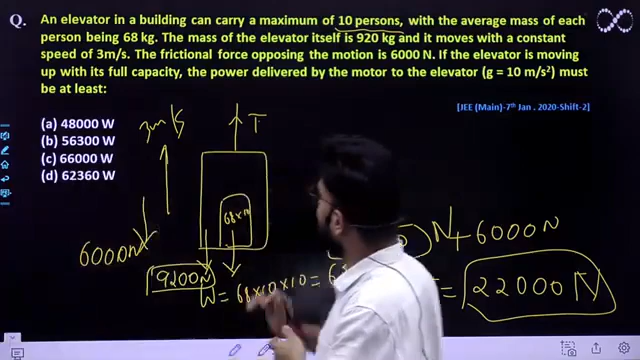 Q. An elevator in a building can carry a maximum of 10 persons, with the average mass of each
person being 68 kg. The mass of the elevator itself is 920 kg and it moves with a constant
speed of 3m/s. The frictional force opposing the motion is 6000 N. If the elevator is moving
up with its full capacity, the power delivered by the motor to the elevator (g = 10 m/s²) must
be at least:
[JEE (Main)-7th Jan . 2020-Shift-2]
(a) 48000 W
(b) 56300 W
(c) 66000 W
(d) 62360 W
3m/s
T
68×10
6000N
9200N
W = 68×10×10 =
N + 6000N
= 22000 N